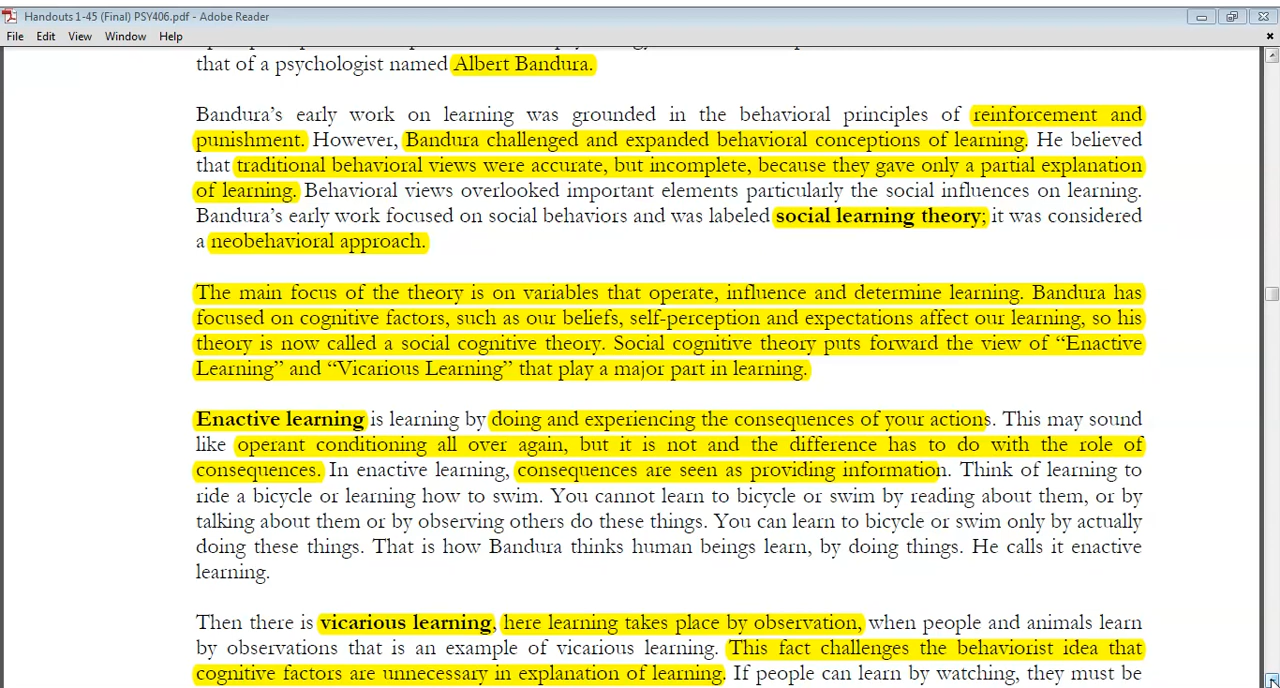 Handouts 1-45 (Final) PSY406.pdf - Adobe Reader
File Edit View Window Help
that of a psychologist named Albert Bandura.
Bandura's early work on learning was grounded in the behavioral principles of reinforcement and
punishment. However, Bandura challenged and expanded behavioral conceptions of learning. He believed
that traditional behavioral views were accurate, but incomplete, because they gave only a partial explanation
of learning. Behavioral views overlooked important elements particularly the social influences on learning.
Bandura's early work focused on social behaviors and was labeled social learning theory; it was considered
a neobehavioral approach.
The main focus of the theory is on variables that operate, influence and determine learning. Bandura has
focused on cognitive factors, such as our beliefs, self-perception and expectations affect our learning, so his
theory is now called a social cognitive theory. Social cognitive theory puts forward the view of “Enactive
Learning” and “Vicarious Learning” that play a major part in learning.
Enactive learning is learning by doing and experiencing the consequences of your actions. This may sound
like operant conditioning all over again, but it is not and the difference has to do with the role of
consequences. In enactive learning, consequences are seen as providing information. Think of learning to
ride a bicycle or learning how to swim. You cannot learn to bicycle or swim by reading about them, or by
talking about them or by observing others do these things. You can learn to bicycle or swim only by actually
doing these things. That is how Bandura thinks human beings learn, by doing things. He calls it enactive
learning.
Then there is vicarious learning, here learning takes place by observation, when people and animals learn
by observations that is an example of vicarious learning. This fact challenges the behaviorist idea that
cognitive factors are unnecessary in explanation of learning. If people can learn by watching, they must be